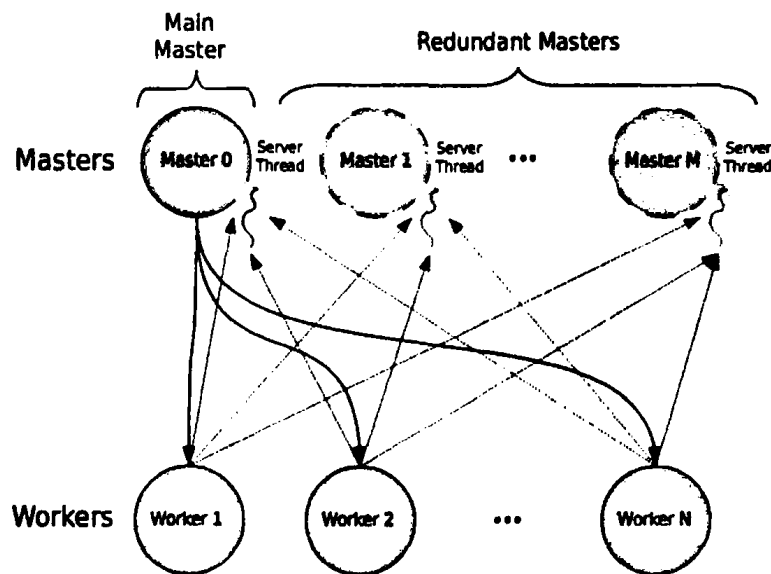 Main
Master
Redundant Masters
Masters
Master 0
Server
Thread
Master 1
Server
Thread
...
Master M
Server
Thread
Workers
Worker 1
Worker 2
...
Worker N